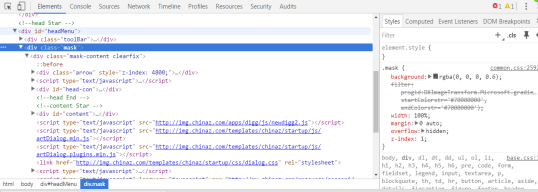 Elements Console Sources Network Timeline Profiles Resources Security Audits
1 1
</div>
<!--head Star -->
<div id="headMenu">
<div class="toolBar">…</div>
<div class="mask">
<div class="mask-content clearfix">
::before
<div class="arrow" style="z-index: 4800;">…</div>
<script type="text/javascript">…</script>
<div id="head-con">…</div>
<!--head End -->
<!--content Star -->
<div id="content">…</div>
<script type="text/javascript" src="http://img.chinaz.com/apps/digg/js/newdigg2.js"></script>
<script type="text/javascript" src="http://img.chinaz.com/templates/chinaz/startup/js/
artDialog.min.js"></script>
<script type="text/javascript" src="http://img.chinaz.com/templates/chinaz/startup/js/
artDialog-plugins.min.js"></script>
<link href="http://img.chinaz.com/templates/chinaz/startup/css/dialog.css" rel="stylesheet">
<script type="text/javascript">…</script>
html body div#headMenu div.mask
Styles Computed Event Listeners DOM Breakpoints
Filter
.cls
element.style {
}
.mask {
common.css:259
background: rgba(0, 0, 0, 0.6);
filter:
progid:DXImageTransform.Microsoft.gradie
startColorstr='#70000000',
endColorstr='#70000000');
width: 100%;
margin: 0 auto;
overflow: hidden;
z-index: 1;
}
body, div, dl, dt, dd, ul, ol, li,
base.css:
h1, h2, h3, h4, h5, h6, pre, code, form,
fieldset, legend, input, textarea, p,
blockquote, th, td, hr, button, article, aside,